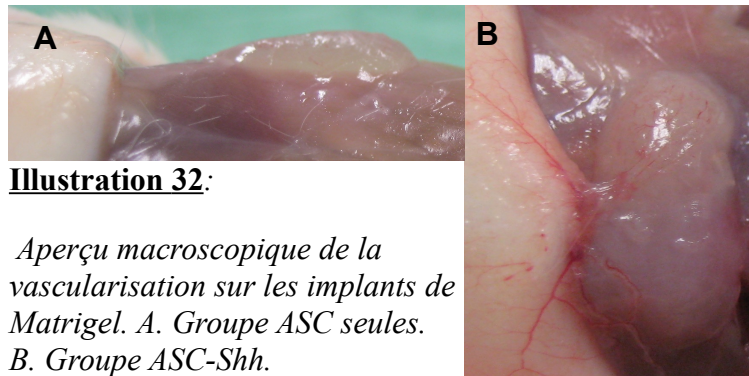 A
B
Illustration 32:
Aperçu macroscopique de la
vascularisation sur les implants de
Matrigel. A. Groupe ASC seules.
B. Groupe ASC-Shh.